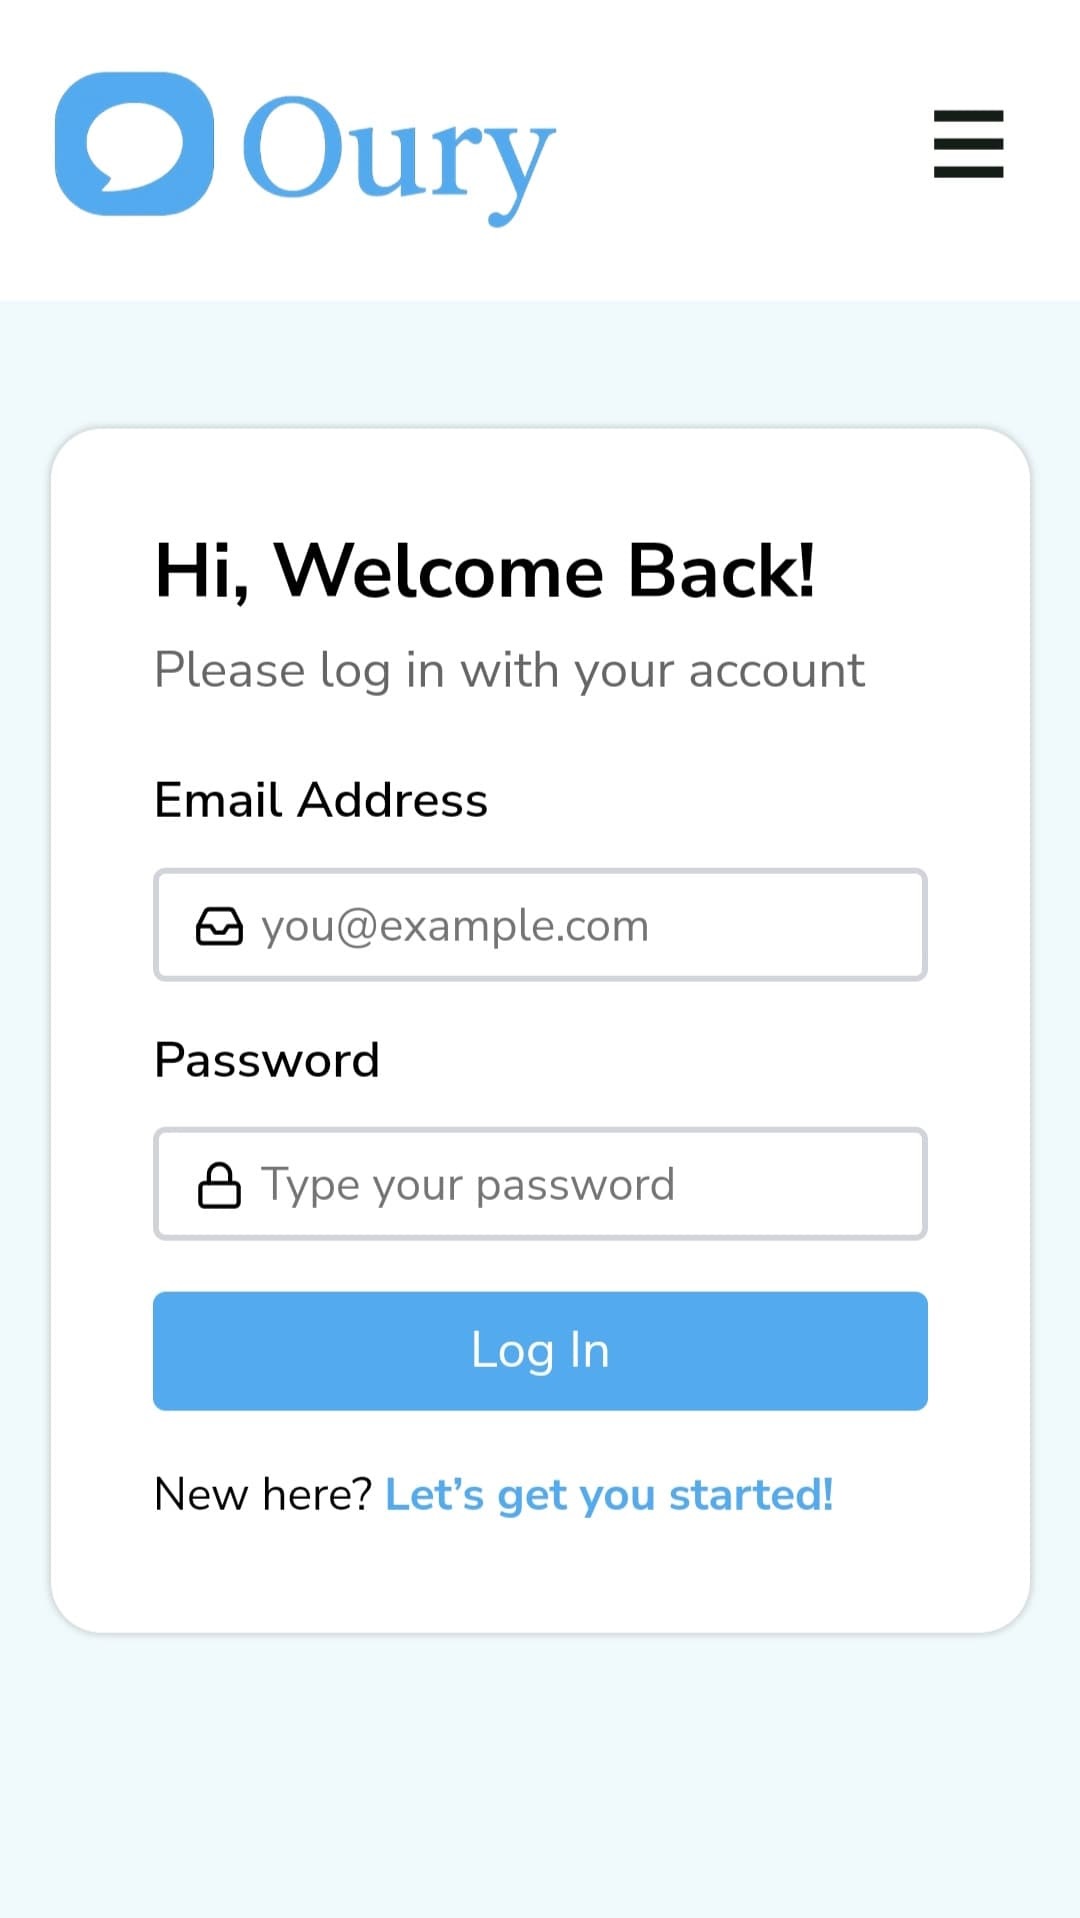 Oury
Hi, Welcome Back!
Please log in with your account
Email Address
you@example.com
Password
Type your password
Log In
New here? Let’s get you started!